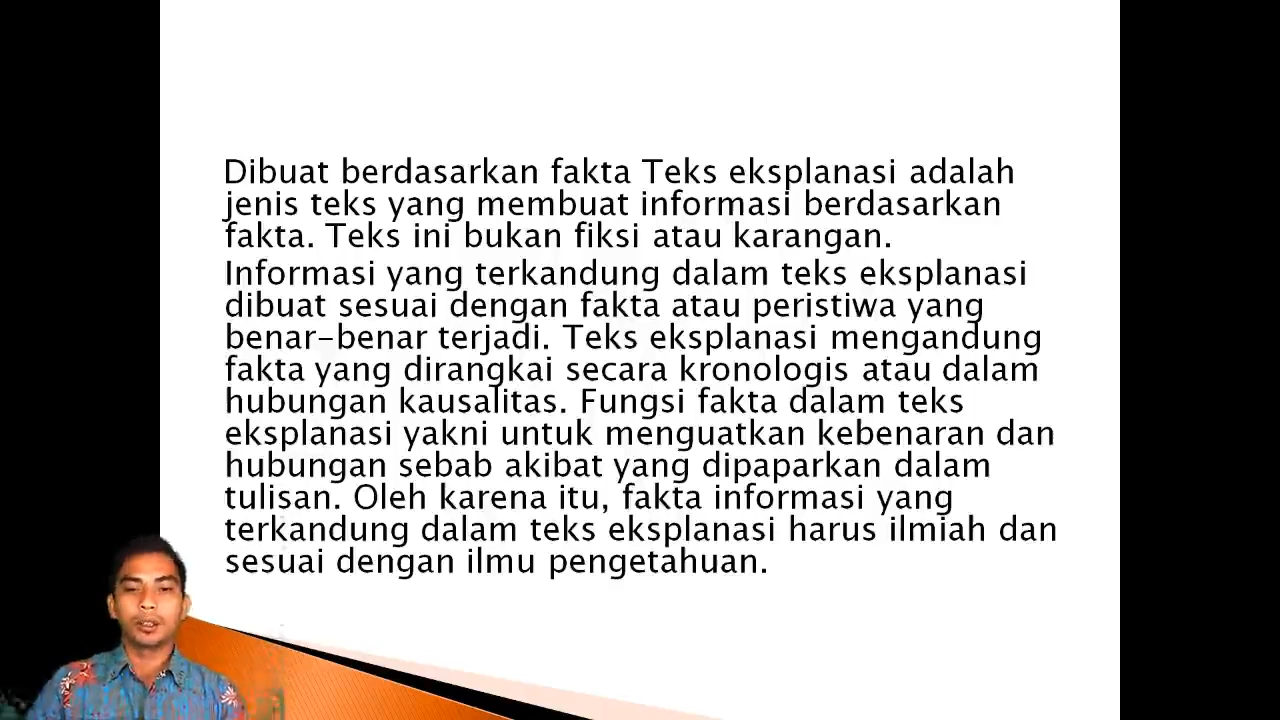 Dibuat berdasarkan fakta Teks eksplanasi adalah
jenis teks yang membuat informasi berdasarkan
fakta. Teks ini bukan fiksi atau karangan.
Informasi yang terkandung dalam teks eksplanasi
dibuat sesuai dengan fakta atau peristiwa yang
benar-benar terjadi. Teks eksplanasi mengandung
fakta yang dirangkai secara kronologis atau dalam
hubungan kausalitas. Fungsi fakta dalam teks
eksplanasi yakni untuk menguatkan kebenaran dan
hubungan sebab akibat yang dipaparkan dalam
tulisan. Oleh karena itu, fakta informasi yang
terkandung dalam teks eksplanasi harus ilmiah dan
sesuai dengan ilmu pengetahuan.